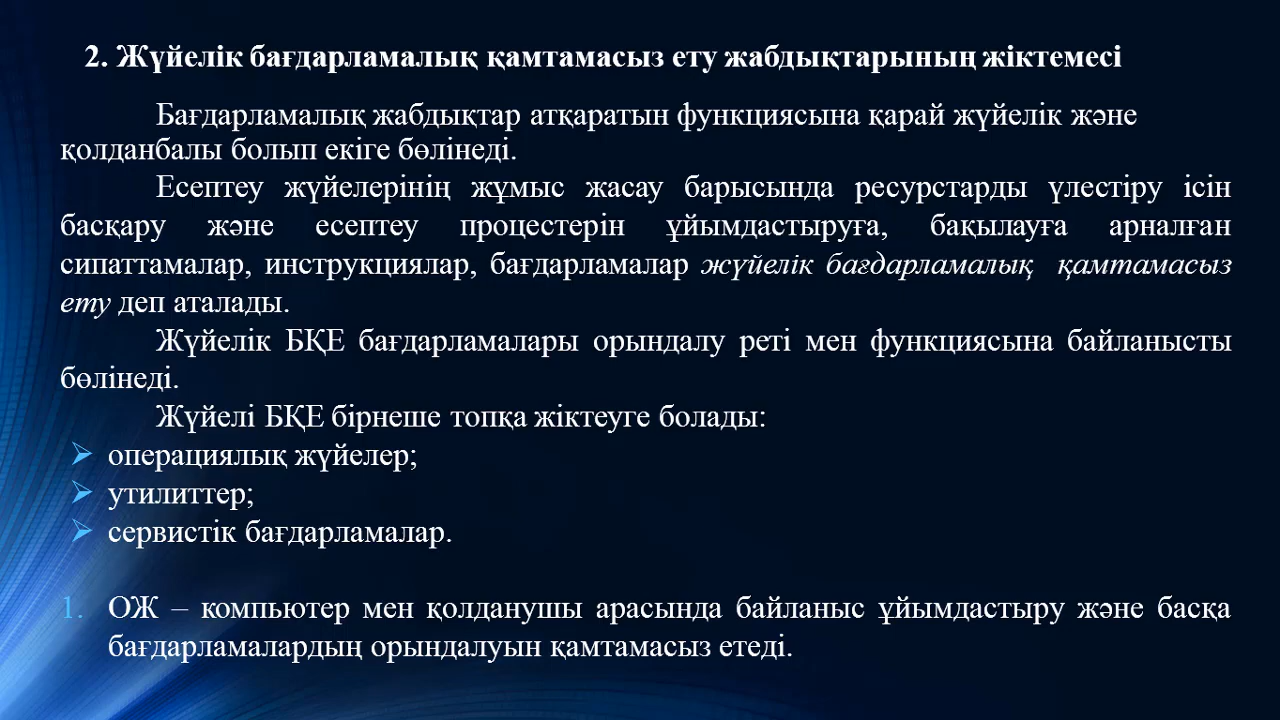 2. Жүйелік бағдарламалық қамтамасыз ету жабдықтарының жіктемесі
Бағдарламалық жабдықтар атқаратын функциясына қарай жүйелік және
қолданбалы болып екіге бөлінеді.
Есептеу жүйелерінің жұмыс жасау барысында ресурстарды үлестіру ісін
басқару және есептеу процестерін ұйымдастыруға, бақылауға арналған
сипаттамалар, инструкциялар, бағдарламалар жүйелік бағдарламалық қамтамасыз
ету деп аталады.
Жүйелік БҚЕ бағдарламалары орындалу реті мен функциясына байланысты
бөлінеді.
Жүйелі БҚЕ бірнеше топқа жіктеуге болады:
➢ операциялық жүйелер;
➢ утилиттер;
➢ сервистік бағдарламалар.
1. ОЖ – компьютер мен қолданушы арасында байланыс ұйымдастыру және басқа
бағдарламалардың орындалуын қамтамасыз етеді.